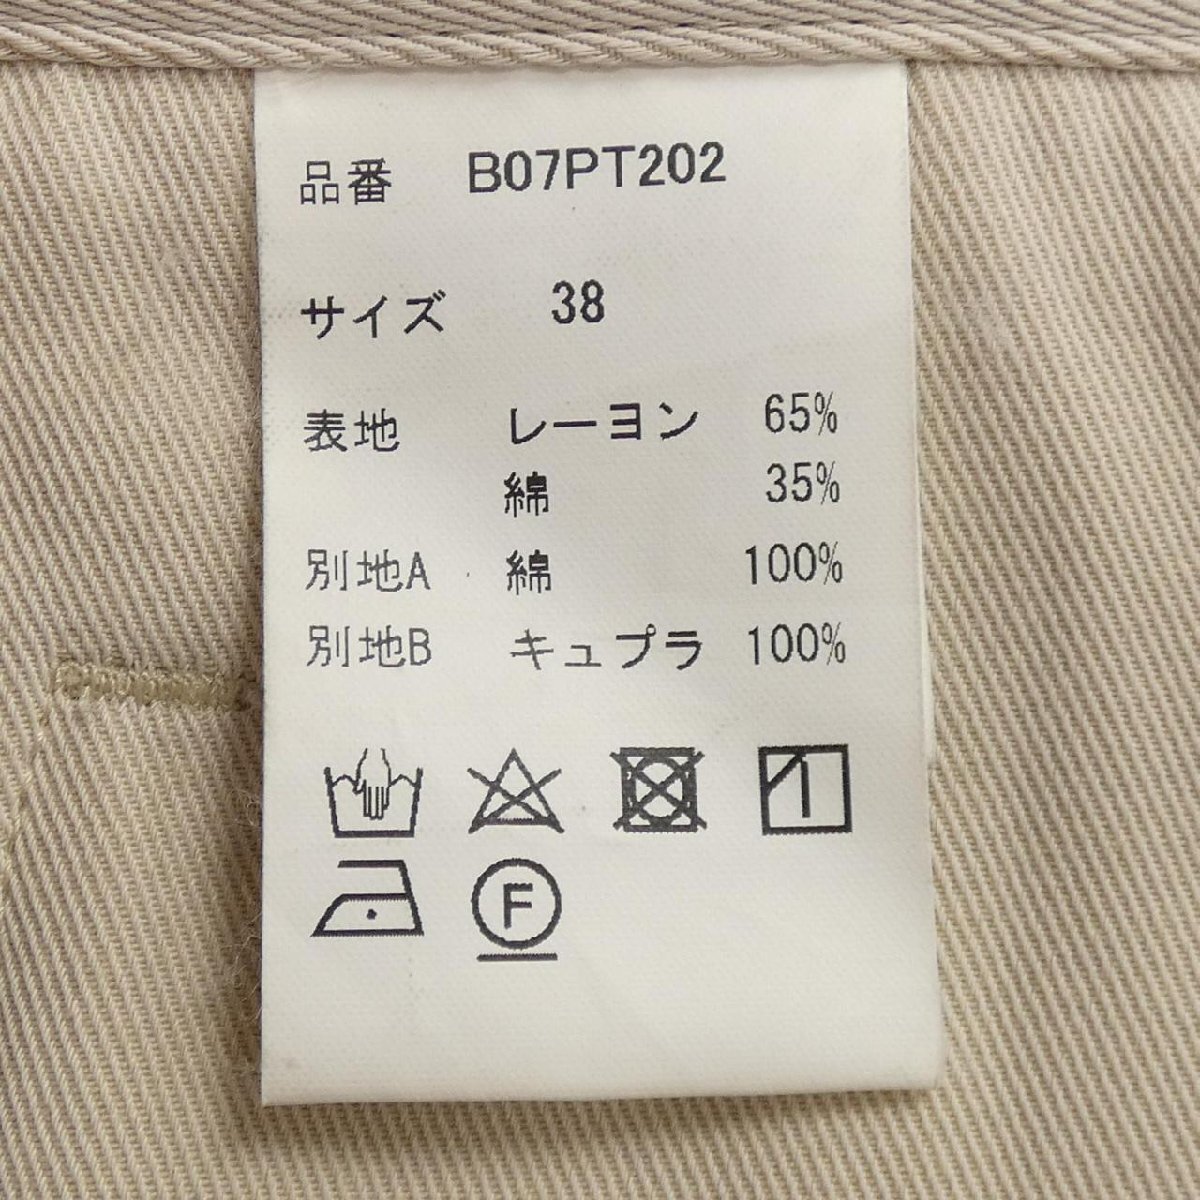 品番 B07PT202
サイズ 38
表地 レーヨン 65%
綿 35%
別地A 綿 100%
別地B キュプラ 100%
F